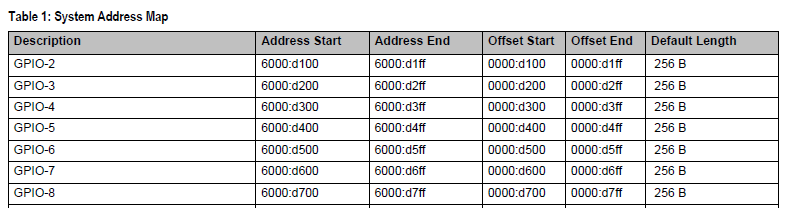 Table 1: System Address Map
Description Address Start Address End Offset Start Offset End Default Length
GPIO-2 6000:d100 6000:d1ff 0000:d100 0000:d1ff 256 B
GPIO-3 6000:d200 6000:d2ff 0000:d200 0000:d2ff 256 B
GPIO-4 6000:d300 6000:d3ff 0000:d300 0000:d3ff 256 B
GPIO-5 6000:d400 6000:d4ff 0000:d400 0000:d4ff 256 B
GPIO-6 6000:d500 6000:d5ff 0000:d500 0000:d5ff 256 B
GPIO-7 6000:d600 6000:d6ff 0000:d600 0000:d6ff 256 B
GPIO-8 6000:d700 6000:d7ff 0000:d700 0000:d7ff 256 B